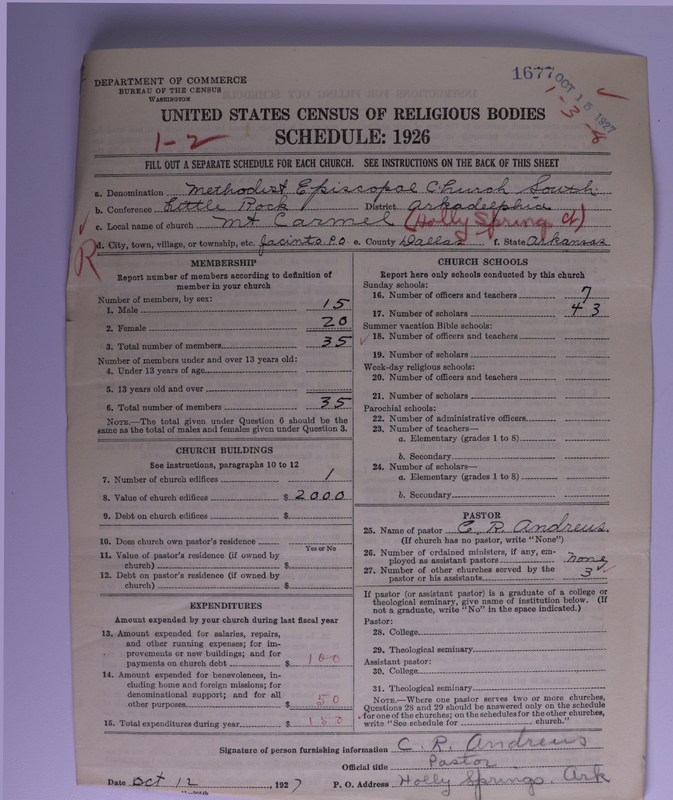 1677 OCT 15 1927
DEPARTMENT OF COMMERCE
BUREAU OF THE CENSUS
WASHINGTON
1-3-8
UNITED STATES CENSUS OF RELIGIOUS BODIES
1-2
SCHEDULE: 1926
FILL OUT A SEPARATE SCHEDULE FOR EACH CHURCH. SEE INSTRUCTIONS ON THE BACK OF THIS SHEET
a. Denomination Methodist Episcopal Church South
b. Conference Little Rock District Arkadelphia
c. Local name of church Mt Carmel (Holly Springs Ct)
R
d. City, town, village, or township, etc. Jacinto P.O. e. County Dallas f. State Arkansas
MEMBERSHIP
Report number of members according to definition of
member in your church
Number of members, by sex:
1. Male 15
2. Female 20
3. Total number of members 35
Number of members under and over 13 years old:
4. Under 13 years of age
5. 13 years old and over
6. Total number of members 35
NOTE.—The total given under Question 6 should be the
same as the total of males and females given under Question 3.
CHURCH BUILDINGS
See instructions, paragraphs 10 to 12
7. Number of church edifices 1
8. Value of church edifices $ 2000
9. Debt on church edifices $
10. Does church own pastor's residence
Yes or No
11. Value of pastor's residence (if owned by
church) $
12. Debt on pastor's residence (if owned by
church) $
EXPENDITURES
Amount expended by your church during last fiscal year
13. Amount expended for salaries, repairs,
and other running expenses; for im-
provements or new buildings; and for
payments on church debt $ 100
14. Amount expended for benevolences, in-
cluding home and foreign missions; for
denominational support; and for all
other purposes $ 50
15. Total expenditures during year $ 150
CHURCH SCHOOLS
Report here only schools conducted by this church
Sunday schools:
16. Number of officers and teachers 7
17. Number of scholars 43
Summer vacation Bible schools:
18. Number of officers and teachers
19. Number of scholars
Week-day religious schools:
20. Number of officers and teachers
21. Number of scholars
Parochial schools:
22. Number of administrative officers
23. Number of teachers—
a. Elementary (grades 1 to 8)
b. Secondary
24. Number of scholars—
a. Elementary (grades 1 to 8)
b. Secondary
PASTOR
25. Name of pastor C. R. Andrews
(If church has no pastor, write "None")
26. Number of ordained ministers, if any, em-
ployed as assistant pastors none
27. Number of other churches served by the
pastor or his assistants 3
If pastor (or assistant pastor) is a graduate of a college or
theological seminary, give name of institution below. (If
not a graduate, write "No" in the space indicated.)
Pastor:
28. College
29. Theological seminary
Assistant pastor:
30. College
31. Theological seminary
NOTE.—Where one pastor serves two or more churches,
Questions 28 and 29 should be answered only on the schedule
for one of the churches; on the schedules for the other churches,
write "See schedule for church."
Signature of person furnishing information C. R. Andrews
Official title Pastor
Date Oct 12, 1927 P. O. Address Holly Springs, Ark